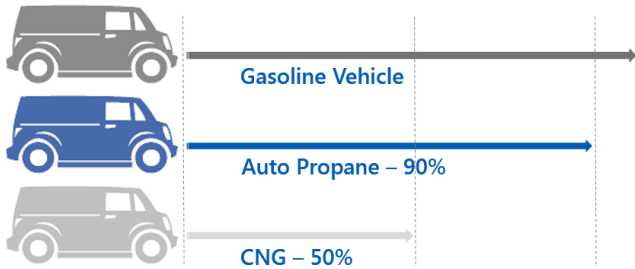 Gasoline Vehicle
Auto Propane – 90%
CNG – 50%